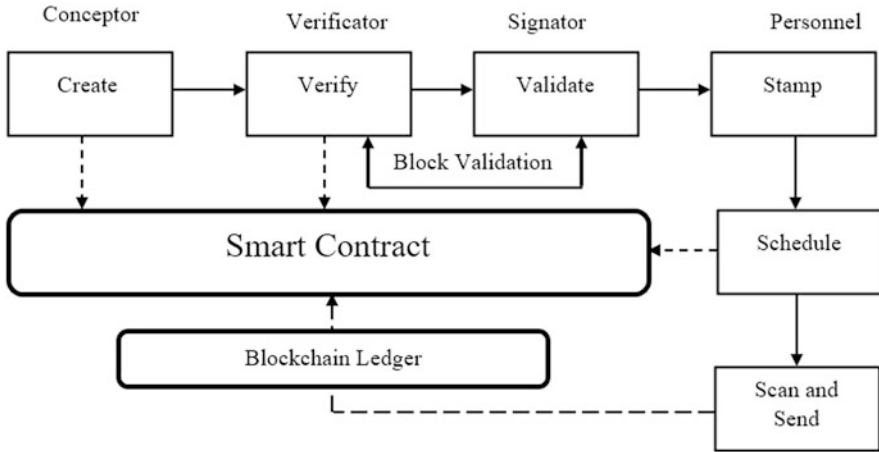 Conceptor
Verificator
Signator
Personnel
Create
Verify
Validate
Stamp
Block Validation
Smart Contract
Schedule
Blockchain Ledger
Scan and
Send